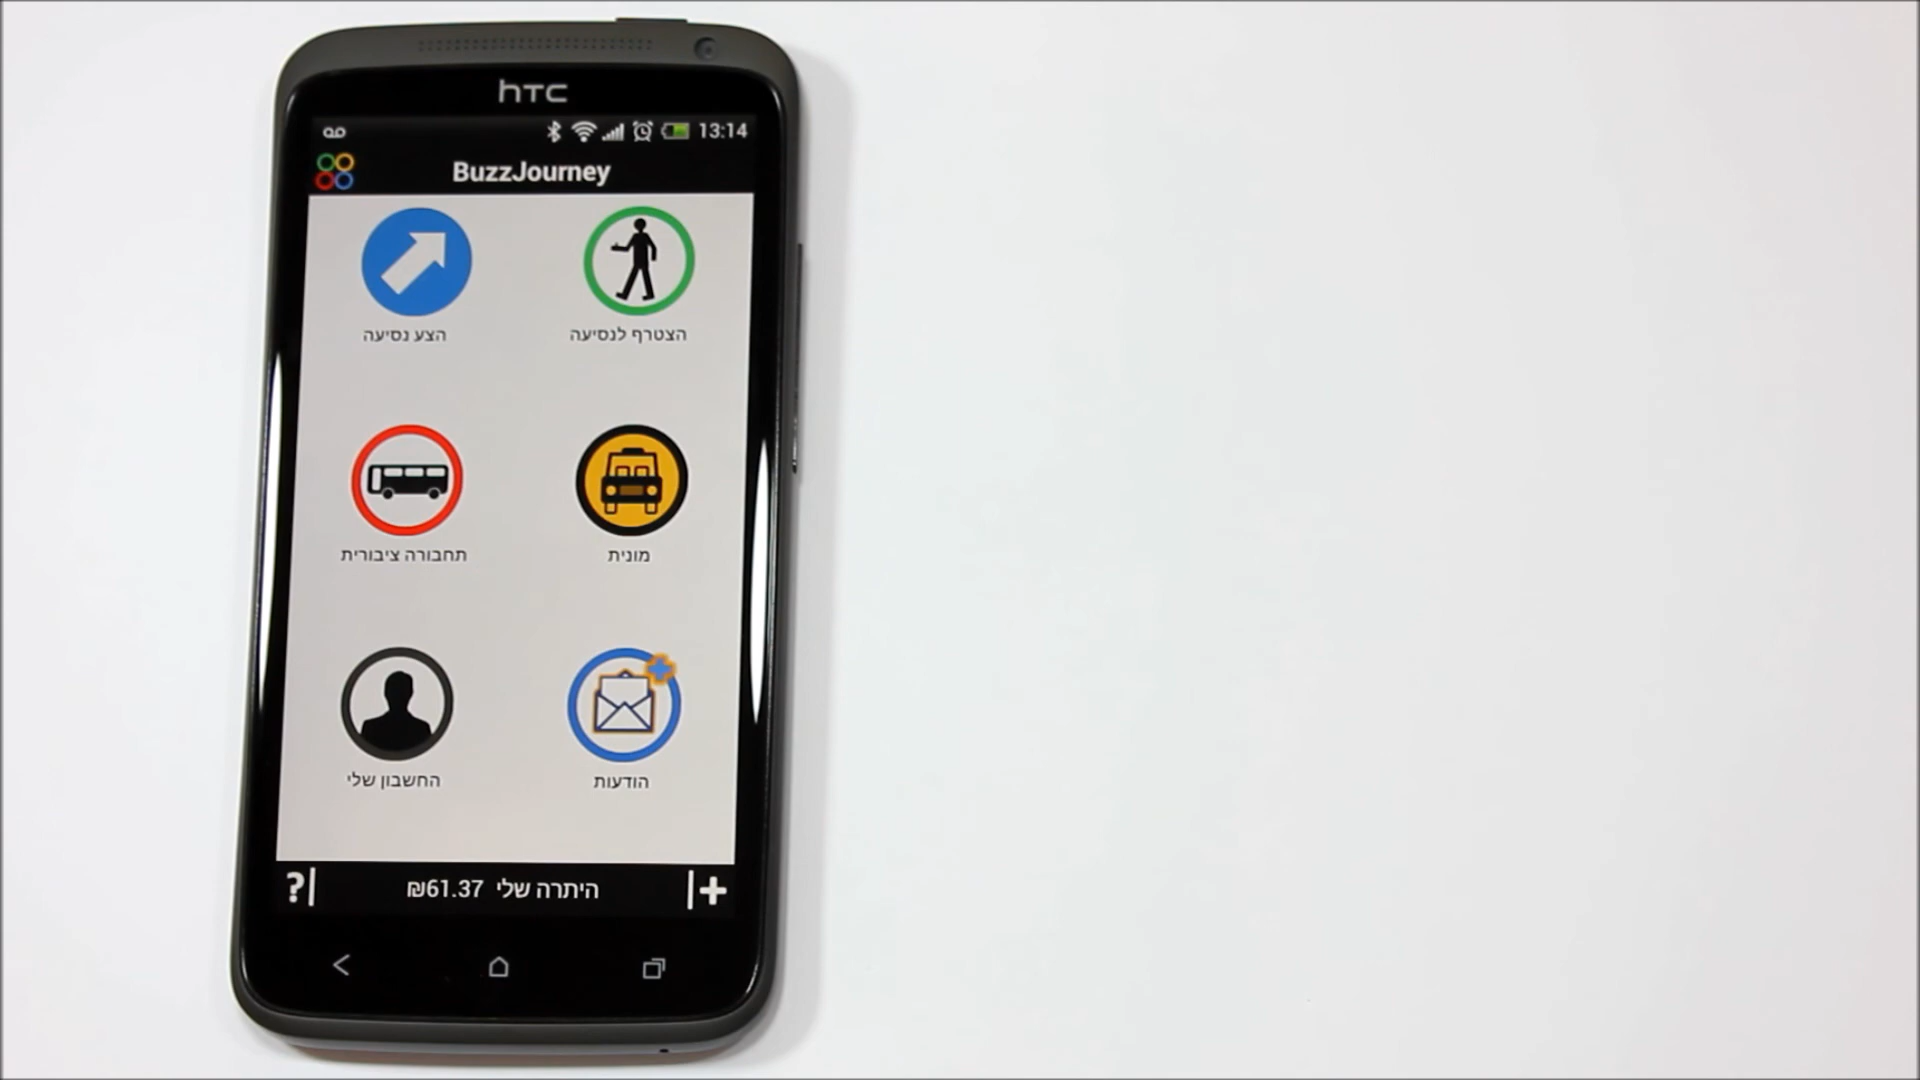 hTC
13:14
BuzzJourney
הצטרף לנסיעה
הצע נסיעה
מונית
תחבורה ציבורית
הודעות
החשבון שלי
? היתרה שלי ₪61.37 +